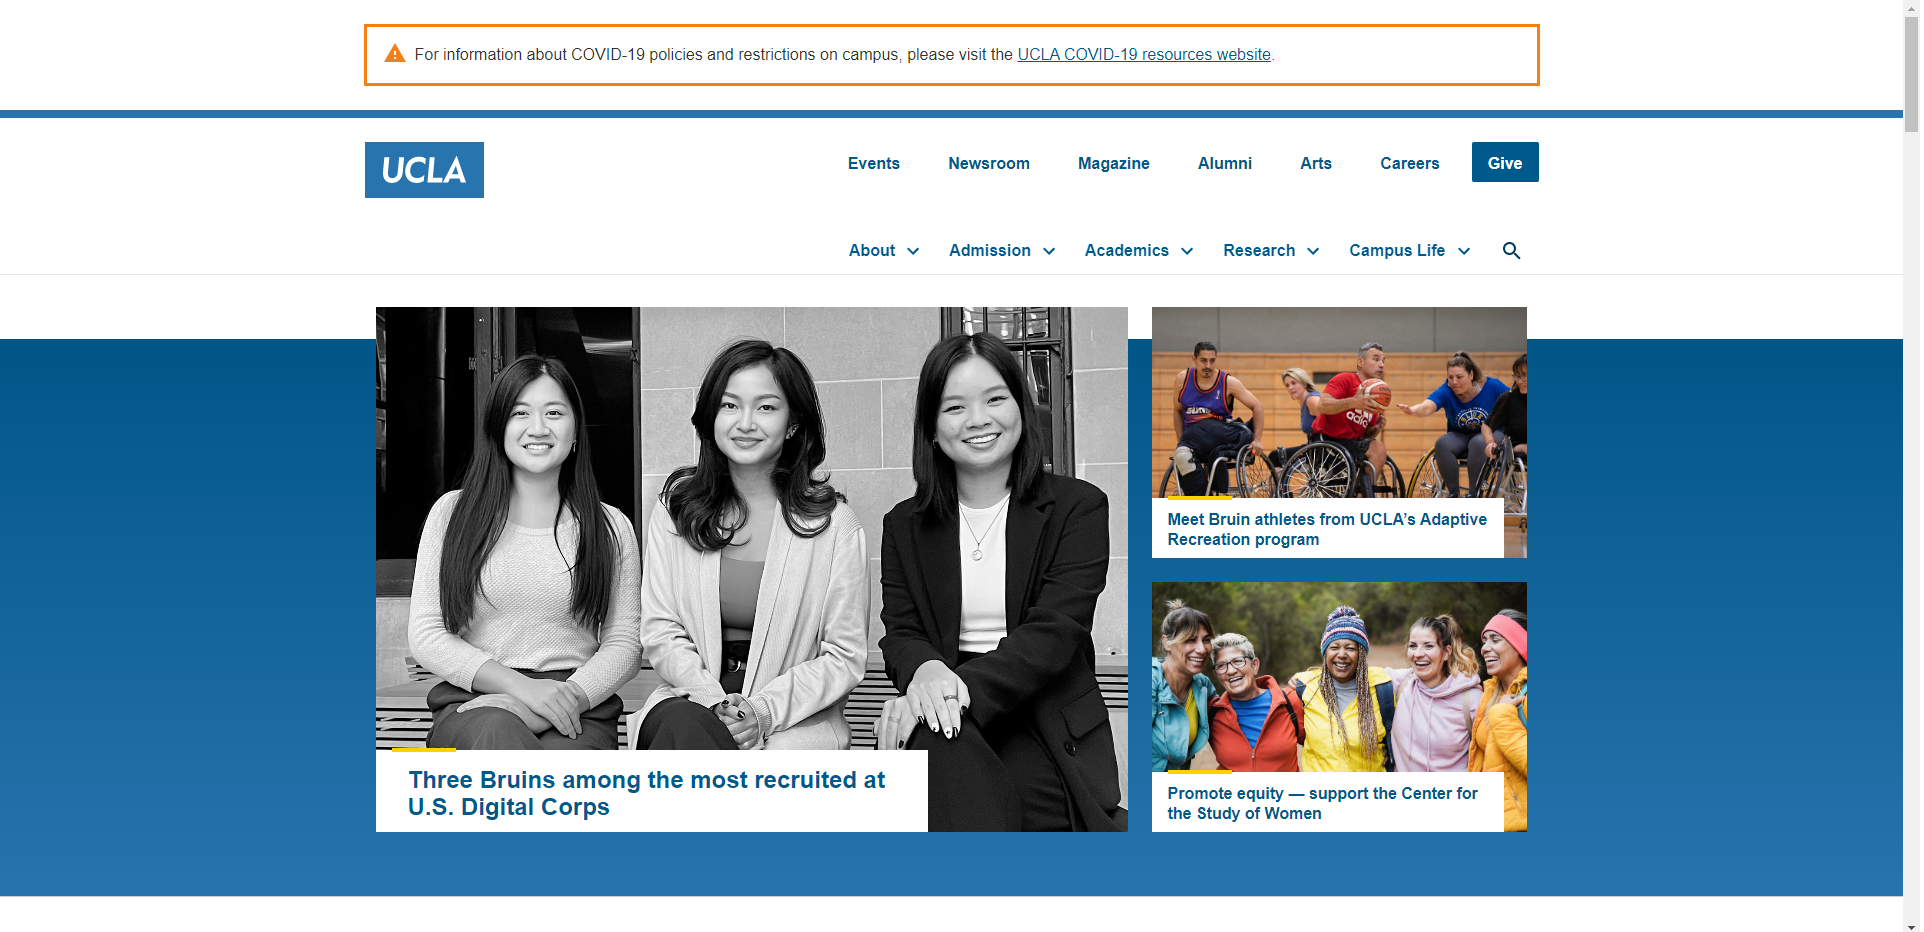 For information about COVID-19 policies and restrictions on campus, please visit the UCLA COVID-19 resources website.
UCLA
Events Newsroom Magazine Alumni Arts Careers Give
About Admission Academics Research Campus Life
Three Bruins among the most recruited at
U.S. Digital Corps
adidas
Meet Bruin athletes from UCLA’s Adaptive
Recreation program
Promote equity — support the Center for
the Study of Women